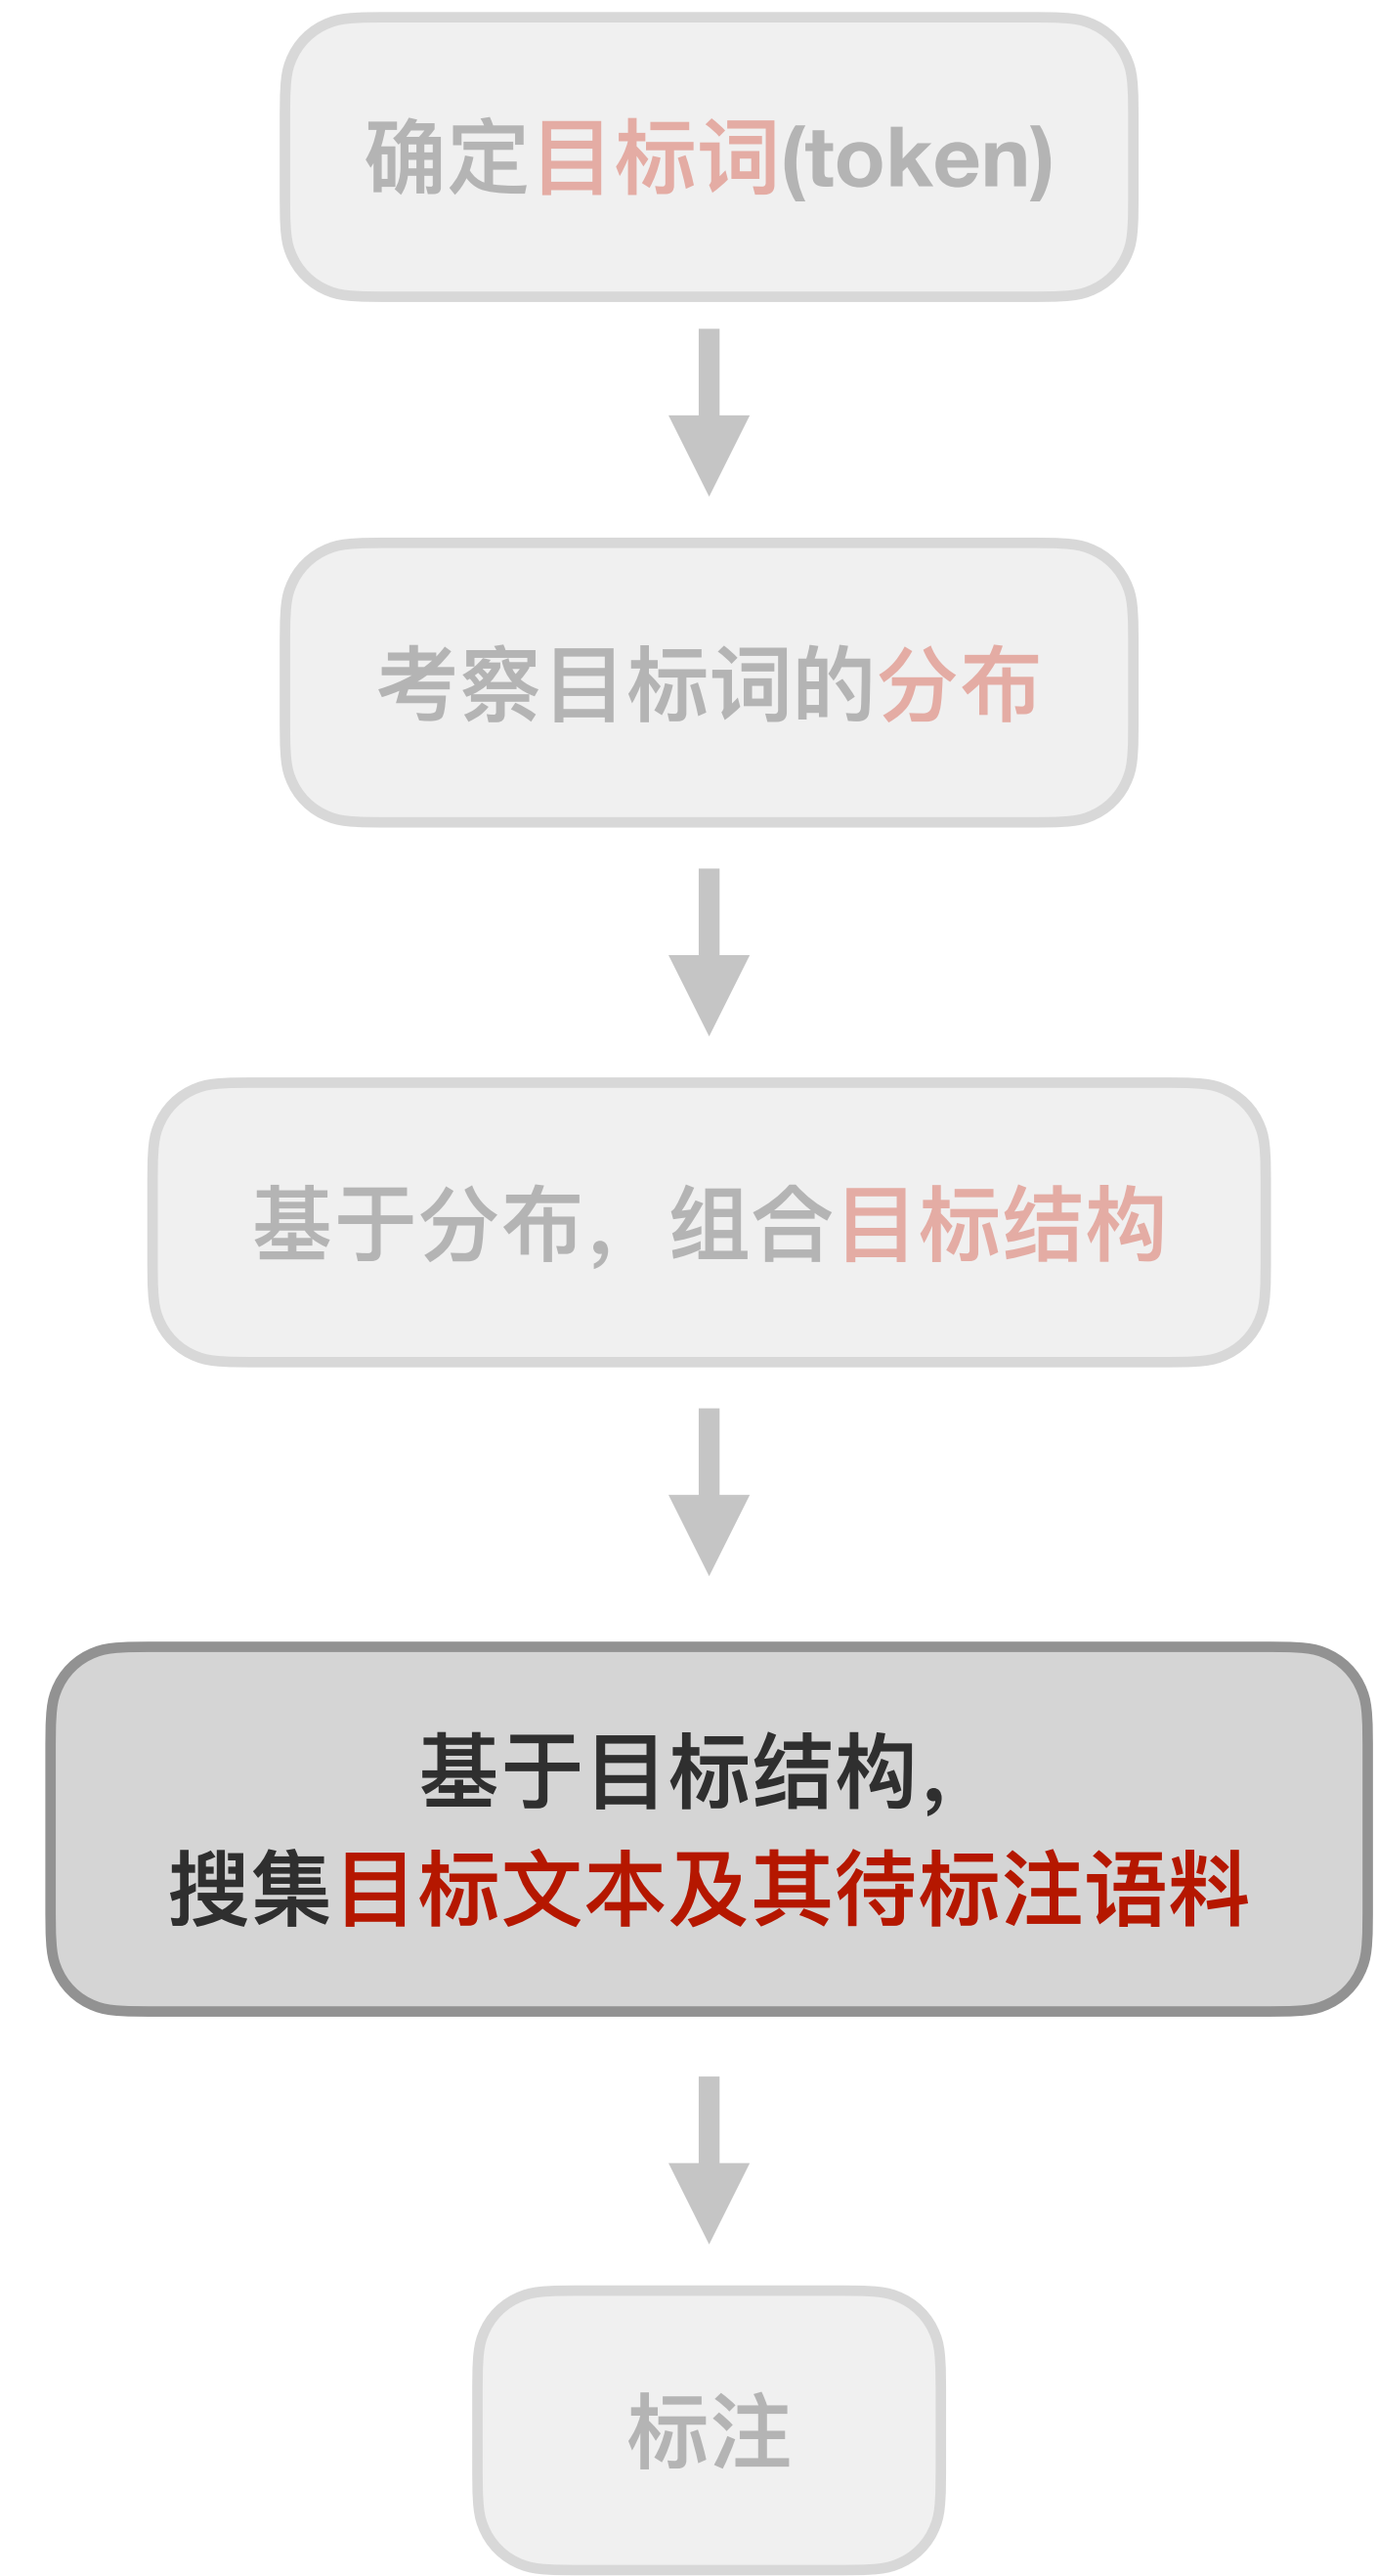 确定目标词(token)
考察目标词的分布
基于分布，组合目标结构
基于目标结构，
搜集目标文本及其待标注语料
标注